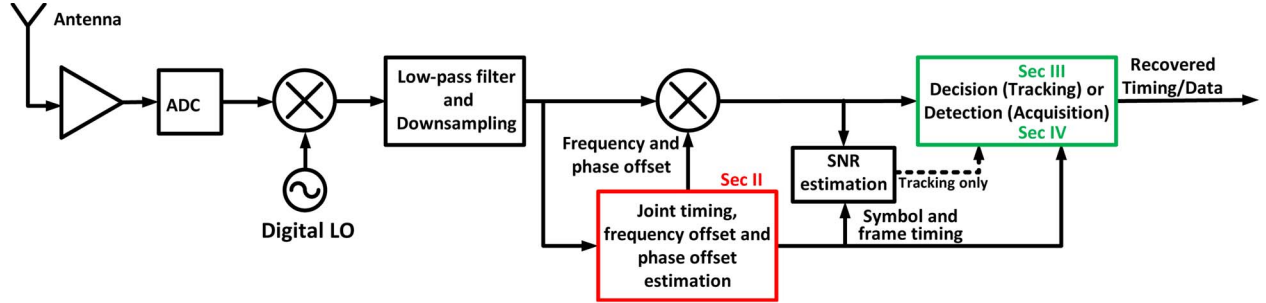 Antenna
ADC
Digital LO
Low-pass filter
and
Downsampling
Frequency and
phase offset
Sec II
Joint timing,
frequency offset and
phase offset
estimation
SNR
estimation
Tracking only
Symbol and
frame timing
Sec III
Decision (Tracking) or
Detection (Acquisition)
Sec IV
Recovered
Timing/Data